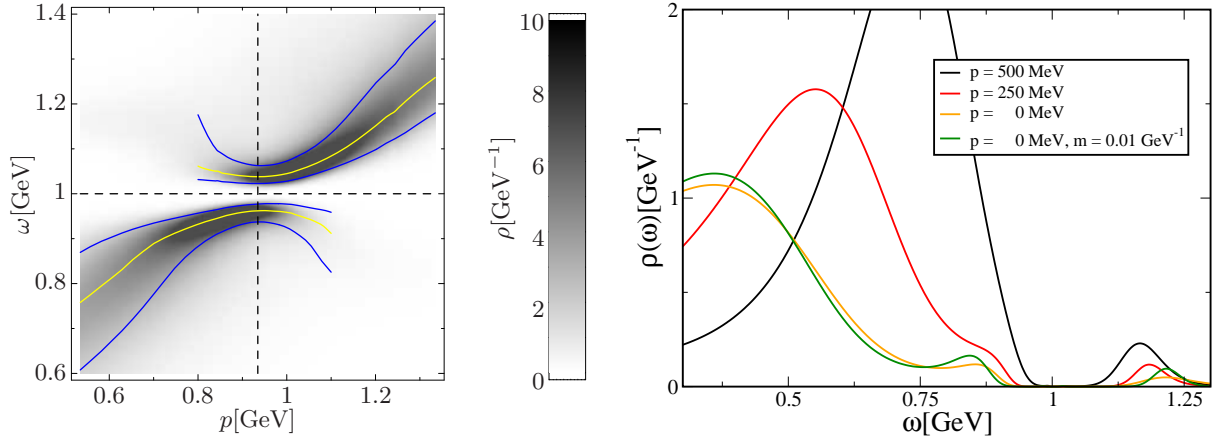 1.4
1.2
1
0.8
0.6
ω[GeV]
0.6
0.8
1
1.2
p[GeV]
10
8
6
4
2
0
ρ[GeV⁻¹]
2
1
0
ρ(ω)[GeV⁻¹]
p = 500 MeV
p = 250 MeV
p = 0 MeV
p = 0 MeV, m = 0.01 GeV⁻¹
0.5
0.75
1
1.25
ω[GeV]